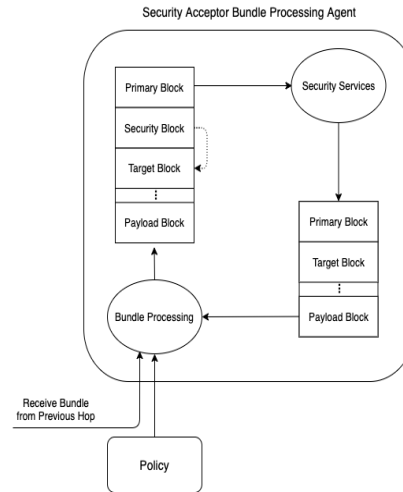 Security Acceptor Bundle Processing Agent
Primary Block
Security Block
Target Block
⋮
Payload Block
Security Services
Primary Block
Target Block
⋮
Payload Block
Bundle Processing
Receive Bundle
from Previous Hop
Policy